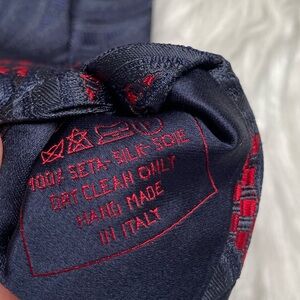 100% SETA-SILK-SOIE
DRY CLEAN ONLY
HAND MADE
IN ITALY